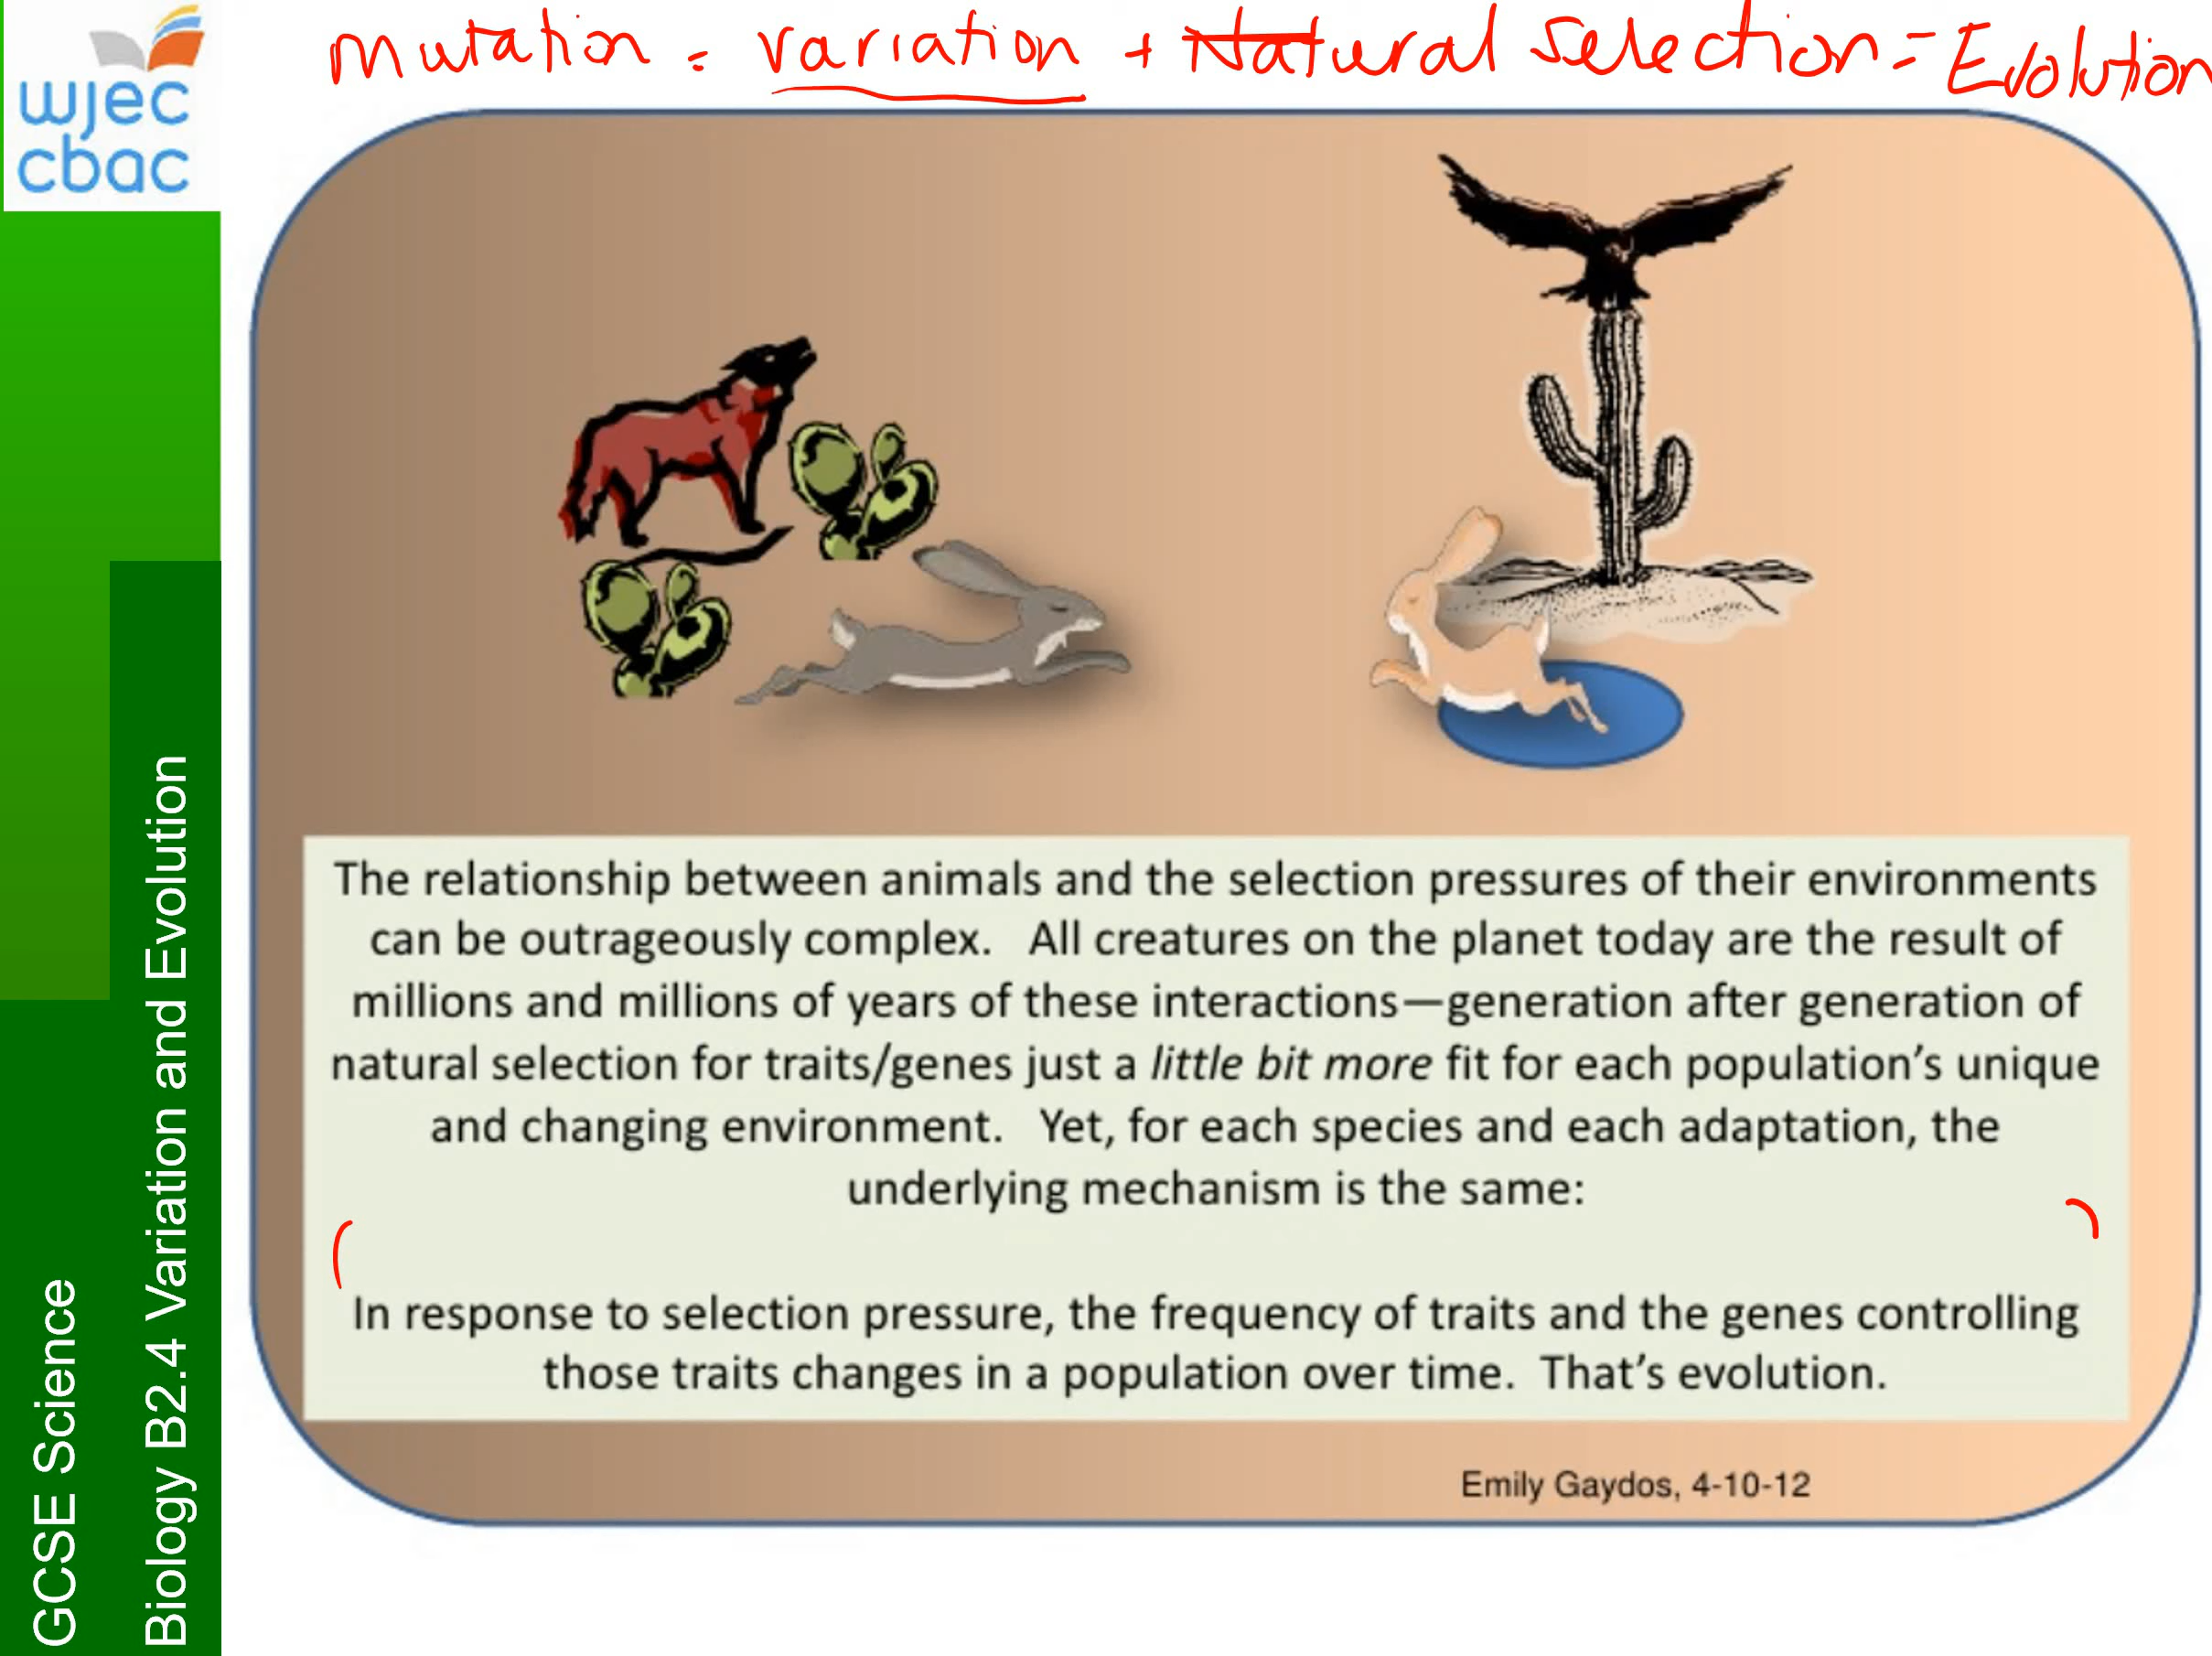 mutation = variation + Natural Selection = Evolution
wjec
cbac
GCSE Science
Biology B2.4 Variation and Evolution
The relationship between animals and the selection pressures of their environments
can be outrageously complex. All creatures on the planet today are the result of
millions and millions of years of these interactions—generation after generation of
natural selection for traits/genes just a little bit more fit for each population's unique
and changing environment. Yet, for each species and each adaptation, the
underlying mechanism is the same:
In response to selection pressure, the frequency of traits and the genes controlling
those traits changes in a population over time. That's evolution.
Emily Gaydos, 4-10-12